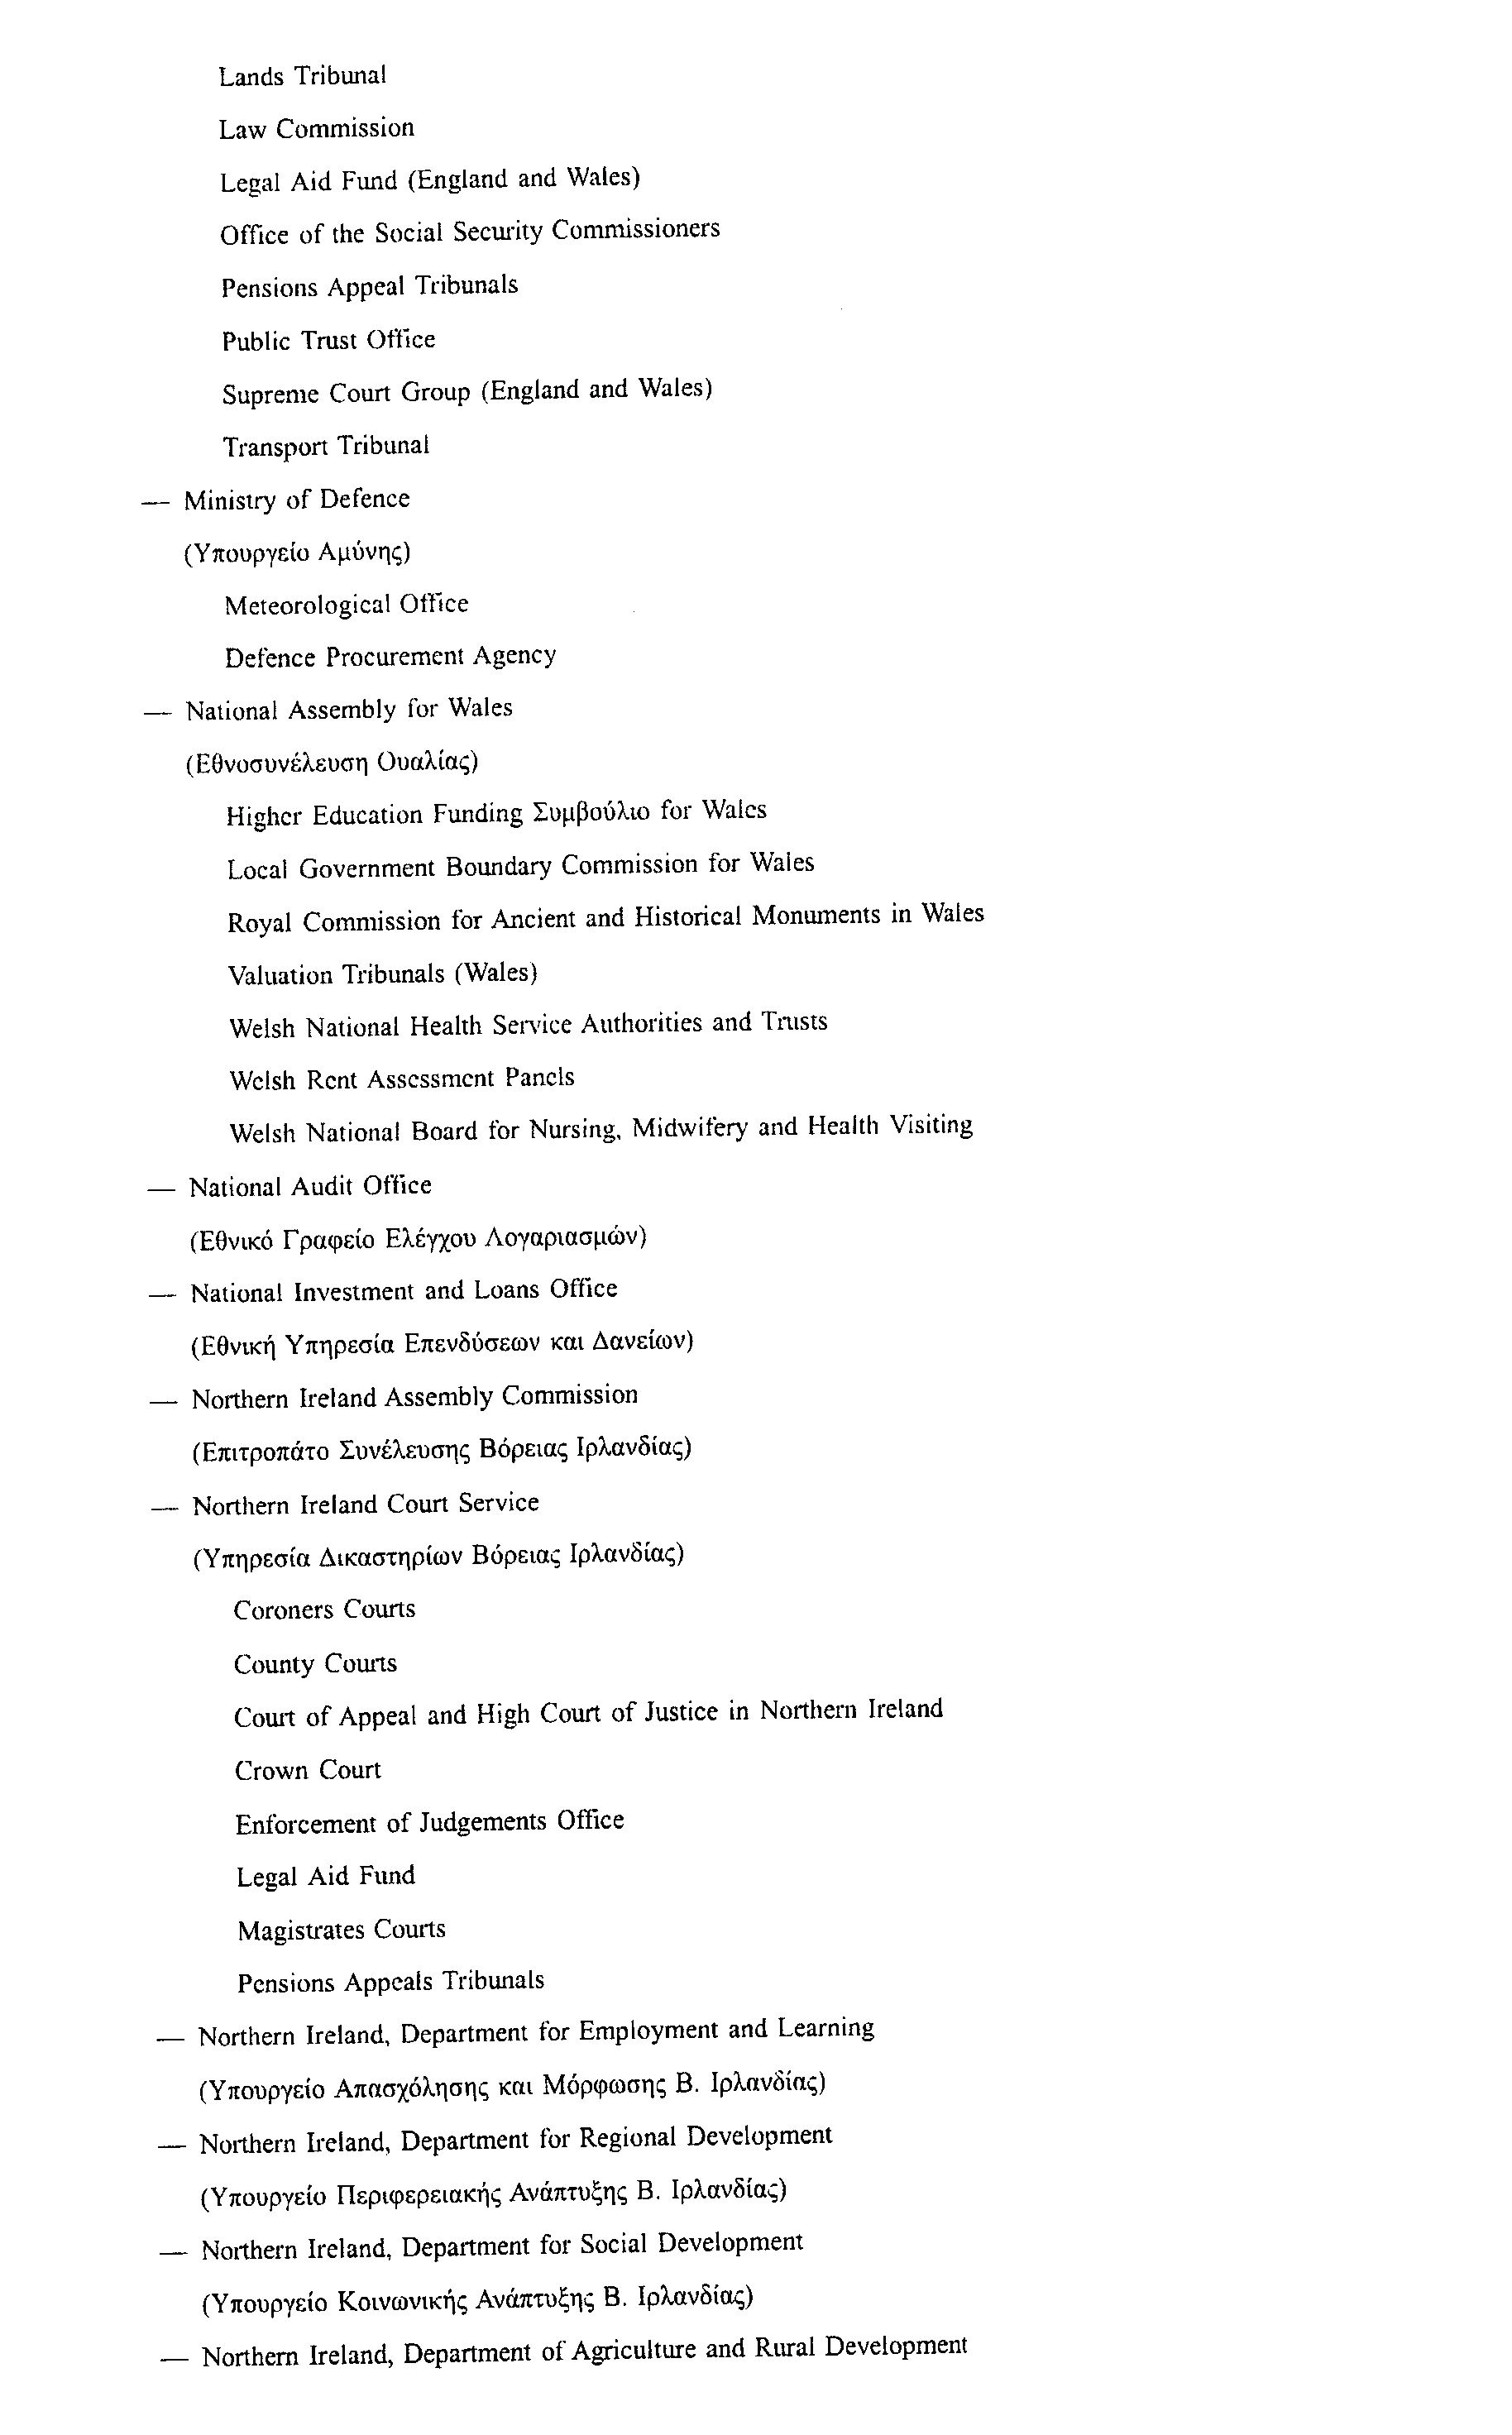 Lands Tribunal
Law Commission
Legal Aid Fund (England and Wales)
Office of the Social Security Commissioners
Pensions Appeal Tribunals
Public Trust Office
Supreme Court Group (England and Wales)
Transport Tribunal
— Ministry of Defence
(Υπουργείο Αμύνης)
Meteorological Office
Defence Procurement Agency
— National Assembly for Wales
(Εθνοσυνέλευση Ουαλίας)
Higher Education Funding Συμβούλιο for Wales
Local Government Boundary Commission for Wales
Royal Commission for Ancient and Historical Monuments in Wales
Valuation Tribunals (Wales)
Welsh National Health Service Authorities and Trusts
Welsh Rent Assessment Panels
Welsh National Board for Nursing, Midwifery and Health Visiting
— National Audit Office
(Εθνικό Γραφείο Ελέγχου Λογαριασμών)
— National Investment and Loans Office
(Εθνική Υπηρεσία Επενδύσεων και Δανείων)
— Northern Ireland Assembly Commission
(Επιτροπάτο Συνέλευσης Βόρειας Ιρλανδίας)
— Northern Ireland Court Service
(Υπηρεσία Δικαστηρίων Βόρειας Ιρλανδίας)
Coroners Courts
County Courts
Court of Appeal and High Court of Justice in Northern Ireland
Crown Court
Enforcement of Judgements Office
Legal Aid Fund
Magistrates Courts
Pensions Appeals Tribunals
— Northern Ireland, Department for Employment and Learning
(Υπουργείο Απασχόλησης και Μόρφωσης Β. Ιρλανδίας)
— Northern Ireland, Department for Regional Development
(Υπουργείο Περιφερειακής Ανάπτυξης Β. Ιρλανδίας)
— Northern Ireland, Department for Social Development
(Υπουργείο Κοινωνικής Ανάπτυξης Β. Ιρλανδίας)
— Northern Ireland, Department of Agriculture and Rural Development